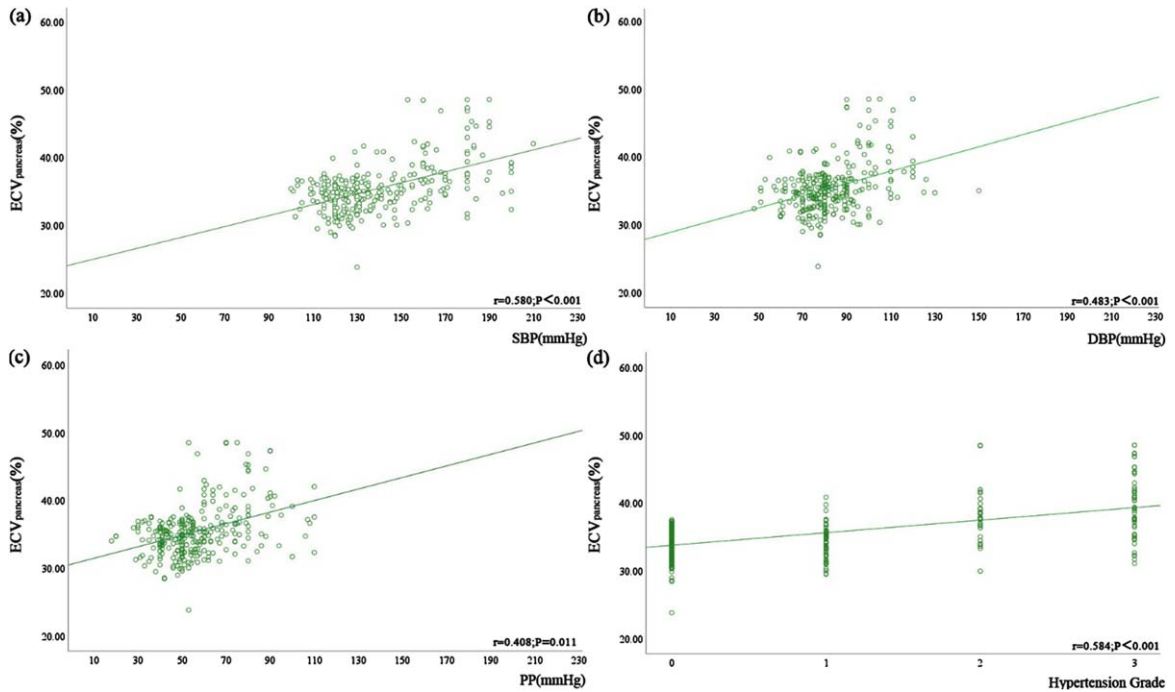 (a)
60.00
50.00
40.00
30.00
20.00
ECVpancreas(%)
r=0.580;P<0.001
10 30 50 70 90 110 130 150 170 190 210 230
SBP(mmHg)
(b)
60.00
50.00
40.00
30.00
20.00
ECVpancreas(%)
r=0.483;P<0.001
10 30 50 70 90 110 130 150 170 190 210 230
DBP(mmHg)
(c)
60.00
50.00
40.00
30.00
20.00
ECVpancreas(%)
r=0.408;P=0.011
10 30 50 70 90 110 130 150 170 190 210 230
PP(mmHg)
(d)
60.00
50.00
40.00
30.00
20.00
ECVpancreas(%)
r=0.584;P<0.001
0 1 2 3
Hypertension Grade